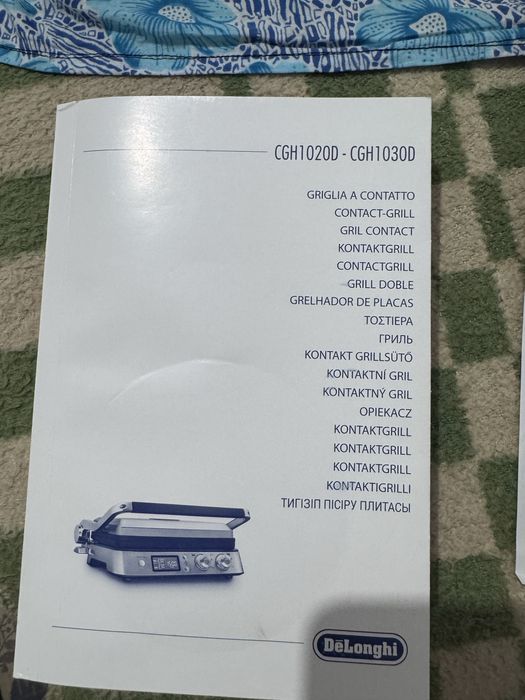 CGH1020D - CGH1030D
GRIGLIA A CONTATTO
CONTACT-GRILL
GRIL CONTACT
KONTAKTGRILL
CONTACTGRILL
GRILL DOBLE
GRELHADOR DE PLACAS
ΤΟΣΤΙΕΡΑ
ГРИЛЬ
KONTAKT GRILLSÜTŐ
KONTAKTNÍ GRIL
KONTAKTNÝ GRIL
OPIEKACZ
KONTAKTGRILL
KONTAKTGRILL
KONTAKTGRILL
KONTAKTIGRILLI
ТИГІЗІП ПІСІРУ ПЛИТАСЫ
DeLonghi